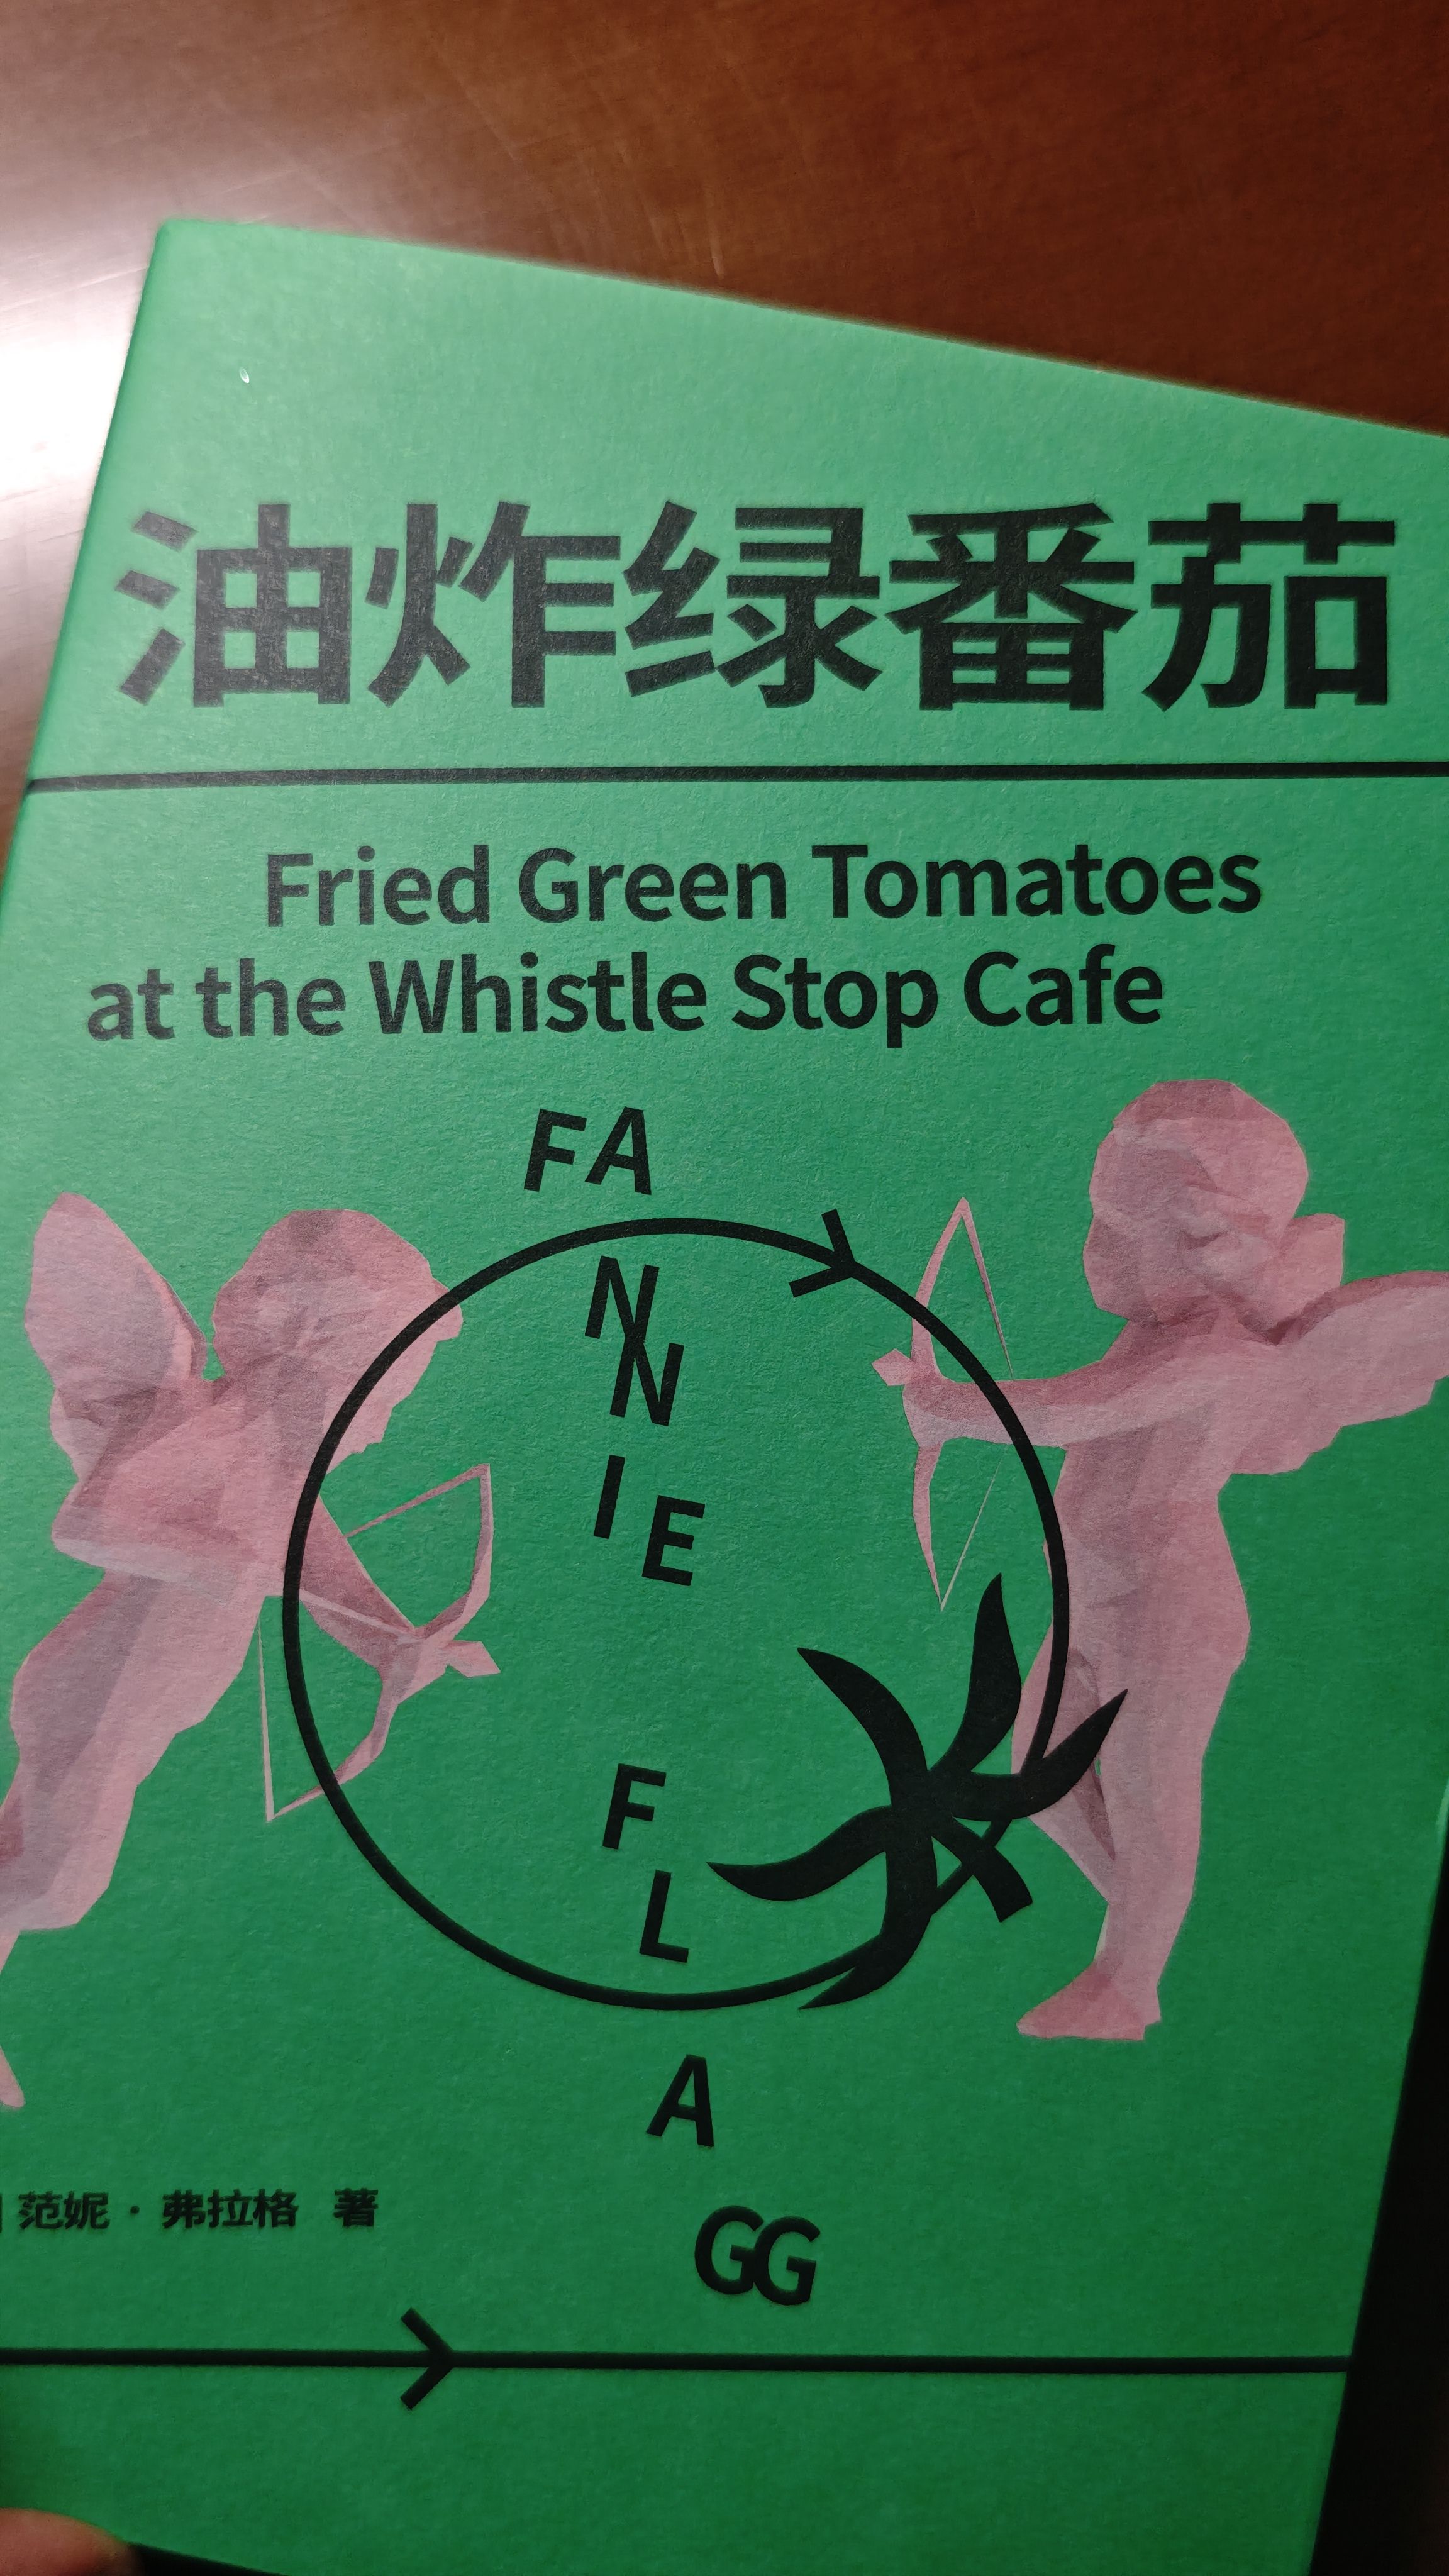 油炸绿番茄
Fried Green Tomatoes
at the Whistle Stop Cafe
FA
N
N
I
E
F
L
A
GG
范妮·弗拉格 著